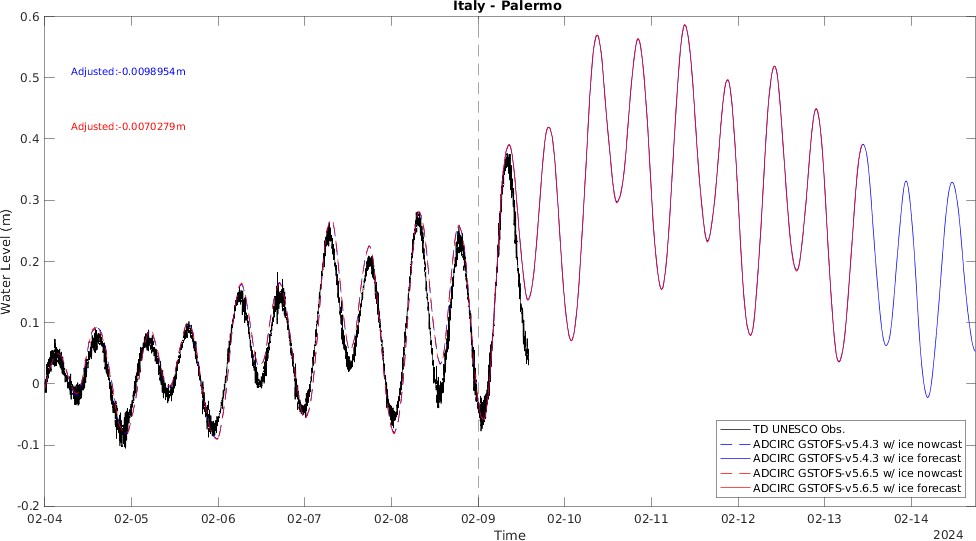 Italy - Palermo
0.6
0.5
0.4
0.3
0.2
0.1
0
-0.1
-0.2
Water Level (m)
Adjusted:-0.0098954m
Adjusted:-0.0070279m
TD UNESCO Obs.
ADCIRC GSTOFS-v5.4.3 w/ ice nowcast
ADCIRC GSTOFS-v5.4.3 w/ ice forecast
ADCIRC GSTOFS-v5.6.5 w/ ice nowcast
ADCIRC GSTOFS-v5.6.5 w/ ice forecast
02-04 02-05 02-06 02-07 02-08 02-09 02-10 02-11 02-12 02-13 02-14
Time
2024